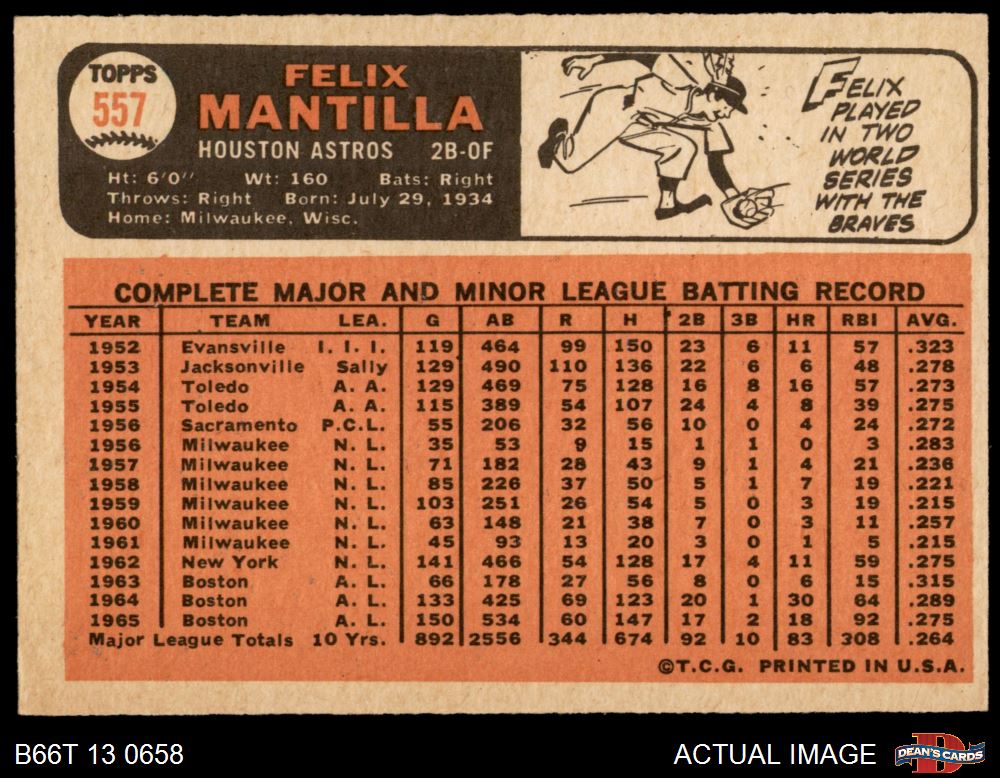 TOPPS
557
FELIX
MANTILLA
HOUSTON ASTROS 2B-OF
Ht: 6'0" Wt: 160 Bats: Right
Throws: Right Born: July 29, 1934
Home: Milwaukee, Wisc.
FELIX
PLAYED
IN TWO
WORLD
SERIES
WITH THE
BRAVES
COMPLETE MAJOR AND MINOR LEAGUE BATTING RECORD
YEAR TEAM LEA. G AB R H 2B 3B HR RBI AVG.
1952 Evansville I. I. I. 119 464 99 150 23 6 11 57 .323
1953 Jacksonville Sally 129 490 110 136 22 6 6 48 .278
1954 Toledo A. A. 129 469 75 128 16 8 16 57 .273
1955 Toledo A. A. 115 389 54 107 24 4 8 39 .275
1956 Sacramento P.C.L. 55 206 32 56 10 0 4 24 .272
1956 Milwaukee N. L. 35 53 9 15 1 1 0 3 .283
1957 Milwaukee N. L. 71 182 28 43 9 1 4 21 .236
1958 Milwaukee N. L. 85 226 37 50 5 1 7 19 .221
1959 Milwaukee N. L. 103 251 26 54 5 0 3 19 .215
1960 Milwaukee N. L. 63 148 21 38 7 0 3 11 .257
1961 Milwaukee N. L. 45 93 13 20 3 0 1 5 .215
1962 New York N. L. 141 466 54 128 17 4 11 59 .275
1963 Boston A. L. 66 178 27 56 8 0 6 15 .315
1964 Boston A. L. 133 425 69 123 20 1 30 64 .289
1965 Boston A. L. 150 534 60 147 17 2 18 92 .275
Major League Totals 10 Yrs. 892 2556 344 674 92 10 83 308 .264
©T.C.G. PRINTED IN U.S.A.
B66T 13 0658 ACTUAL IMAGE DEAN'S CARDS